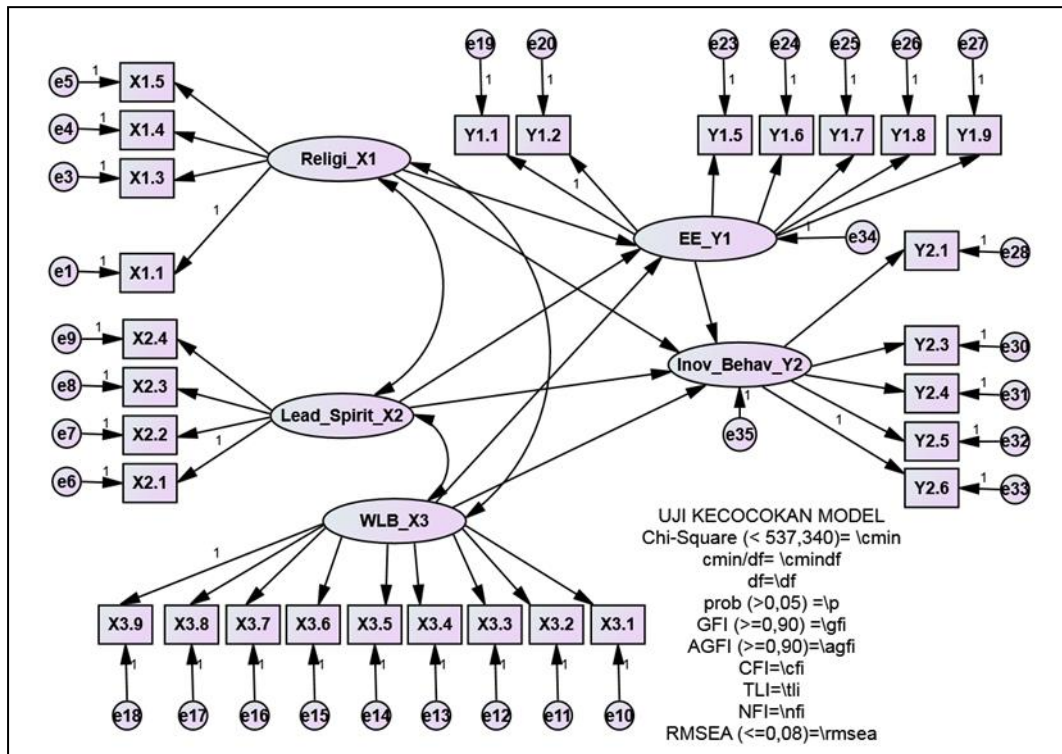 e19
e20
e23
e24
e25
e26
e27
1
1
1
1
1
1
1
e5
1
X1.5
e4
1
X1.4
e3
1
X1.3
Religi_X1
Y1.1
Y1.2
Y1.5
Y1.6
Y1.7
Y1.8
Y1.9
1
1
e1
1
X1.1
EE_Y1
1
e34
Y2.1
1
e28
e9
1
X2.4
e8
1
X2.3
e7
1
X2.2
e6
1
X2.1
1
Lead_Spirit_X2
Inov_Behav_Y2
1
e35
Y2.3
1
e30
Y2.4
1
e31
1
Y2.5
1
e32
Y2.6
1
e33
WLB_X3
1
X3.9
X3.8
X3.7
X3.6
X3.5
X3.4
X3.3
X3.2
X3.1
1
1
1
1
1
1
1
1
1
e18
e17
e16
e15
e14
e13
e12
e11
e10
UJI KECOCOKAN MODEL
Chi-Square (< 537,340)= \cmin
cmin/df= \cmindf
df=\df
prob (>0,05) =\p
GFI (>=0,90) =\gfi
AGFI (>=0,90)=\agfi
CFI=\cfi
TLI=\tli
NFI=\nfi
RMSEA (<=0,08)=\rmsea